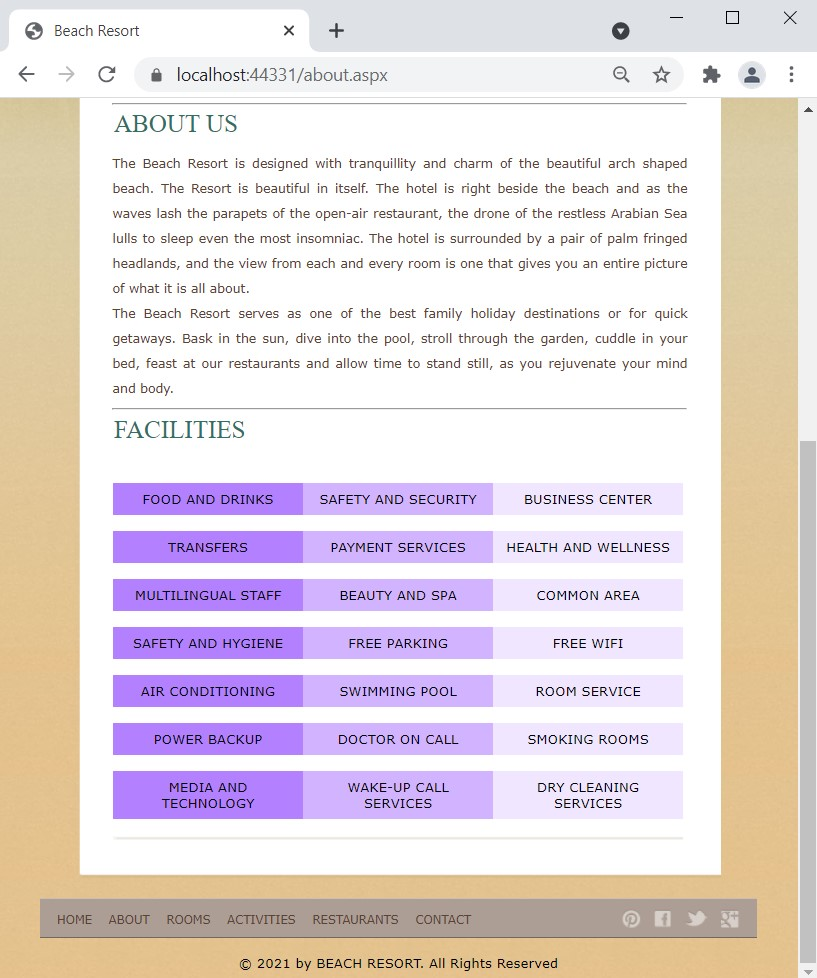 Beach Resort
localhost:44331/about.aspx
ABOUT US
The Beach Resort is designed with tranquillity and charm of the beautiful arch shaped
beach. The Resort is beautiful in itself. The hotel is right beside the beach and as the
waves lash the parapets of the open-air restaurant, the drone of the restless Arabian Sea
lulls to sleep even the most insomniac. The hotel is surrounded by a pair of palm fringed
headlands, and the view from each and every room is one that gives you an entire picture
of what it is all about.
The Beach Resort serves as one of the best family holiday destinations or for quick
getaways. Bask in the sun, dive into the pool, stroll through the garden, cuddle in your
bed, feast at our restaurants and allow time to stand still, as you rejuvenate your mind
and body.
FACILITIES
FOOD AND DRINKS SAFETY AND SECURITY BUSINESS CENTER
TRANSFERS PAYMENT SERVICES HEALTH AND WELLNESS
MULTILINGUAL STAFF BEAUTY AND SPA COMMON AREA
SAFETY AND HYGIENE FREE PARKING FREE WIFI
AIR CONDITIONING SWIMMING POOL ROOM SERVICE
POWER BACKUP DOCTOR ON CALL SMOKING ROOMS
MEDIA AND WAKE-UP CALL DRY CLEANING
TECHNOLOGY SERVICES SERVICES
HOME ABOUT ROOMS ACTIVITIES RESTAURANTS CONTACT
© 2021 by BEACH RESORT. All Rights Reserved